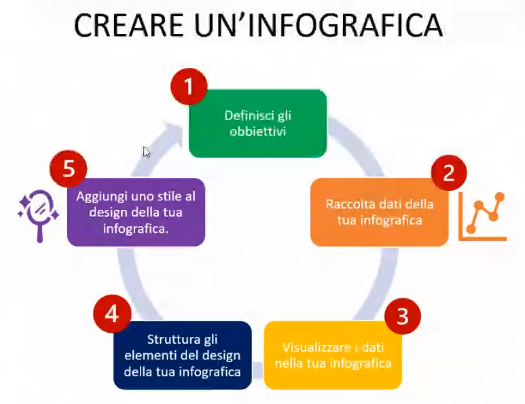 CREARE UN'INFOGRAFICA
1
Definisci gli
obbiettivi
2
Raccolta dati della
tua infografica
3
Visualizzare i dati
nella tua infografica
4
Struttura gli
elementi del design
della tua infografica
5
Aggiungi uno stile al
design della tua
infografica.